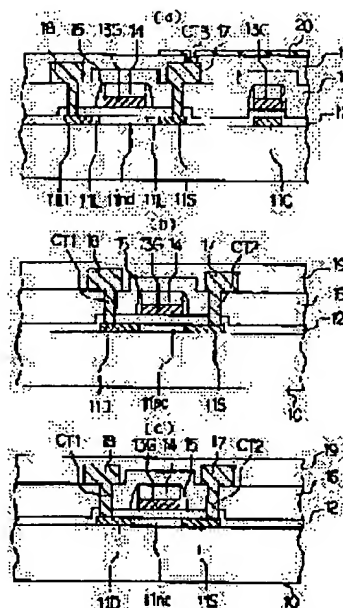 (a)
18 15 13G 14 CT3 17 13C 20
11D 11L 11nd 11L 11S 11C
(b)
CT1 18 15 13G 14 17 CT2
19
12
11D 11pc 11S 10
(c)
CT1 18 13G 14 15 17 CT2
19
16
12
11D 11nc 11S 10